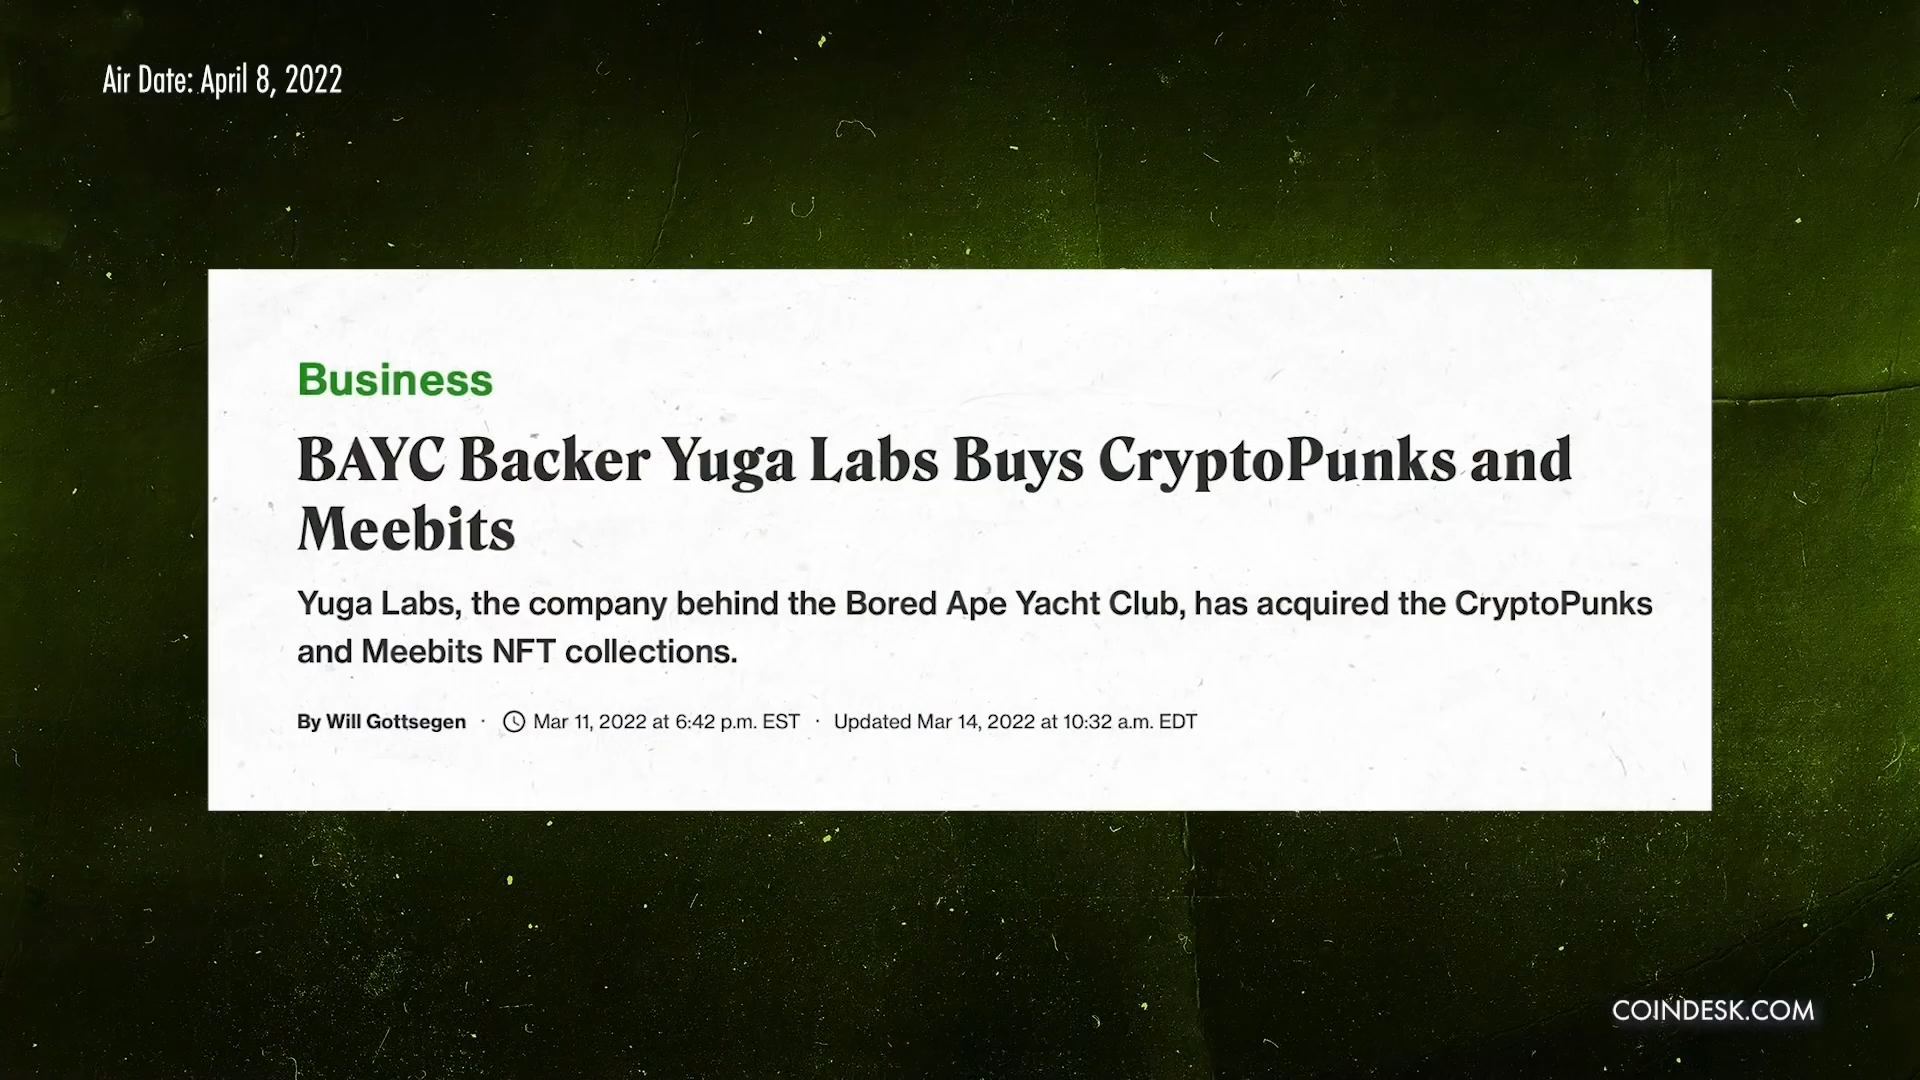 Air Date: April 8, 2022
Business
BAYC Backer Yuga Labs Buys CryptoPunks and
Meebits
Yuga Labs, the company behind the Bored Ape Yacht Club, has acquired the CryptoPunks
and Meebits NFT collections.
By Will Gottsegen · Mar 11, 2022 at 6:42 p.m. EST · Updated Mar 14, 2022 at 10:32 a.m. EDT
COINDESK.COM